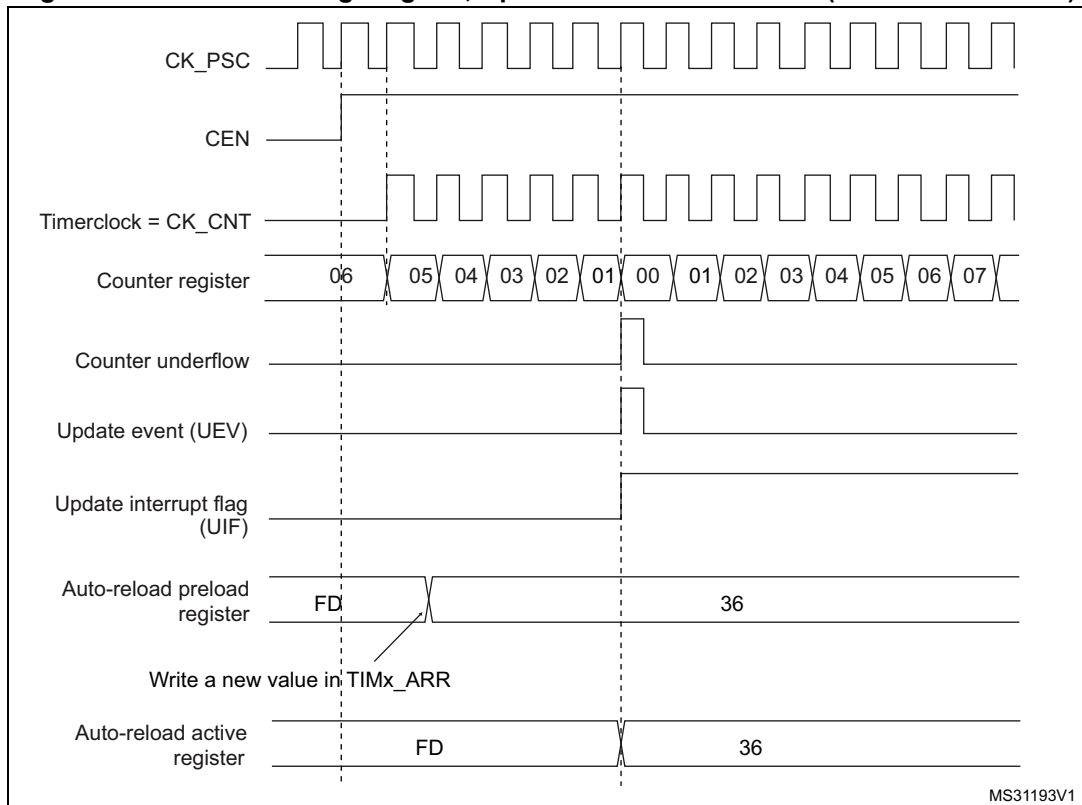 CK_PSC
CEN
Timerclock = CK_CNT
Counter register 06 05 04 03 02 01 00 01 02 03 04 05 06 07
Counter underflow
Update event (UEV)
Update interrupt flag
(UIF)
Auto-reload preload
register
FD 36
Write a new value in TIMx_ARR
Auto-reload active
register
FD 36
MS31193V1